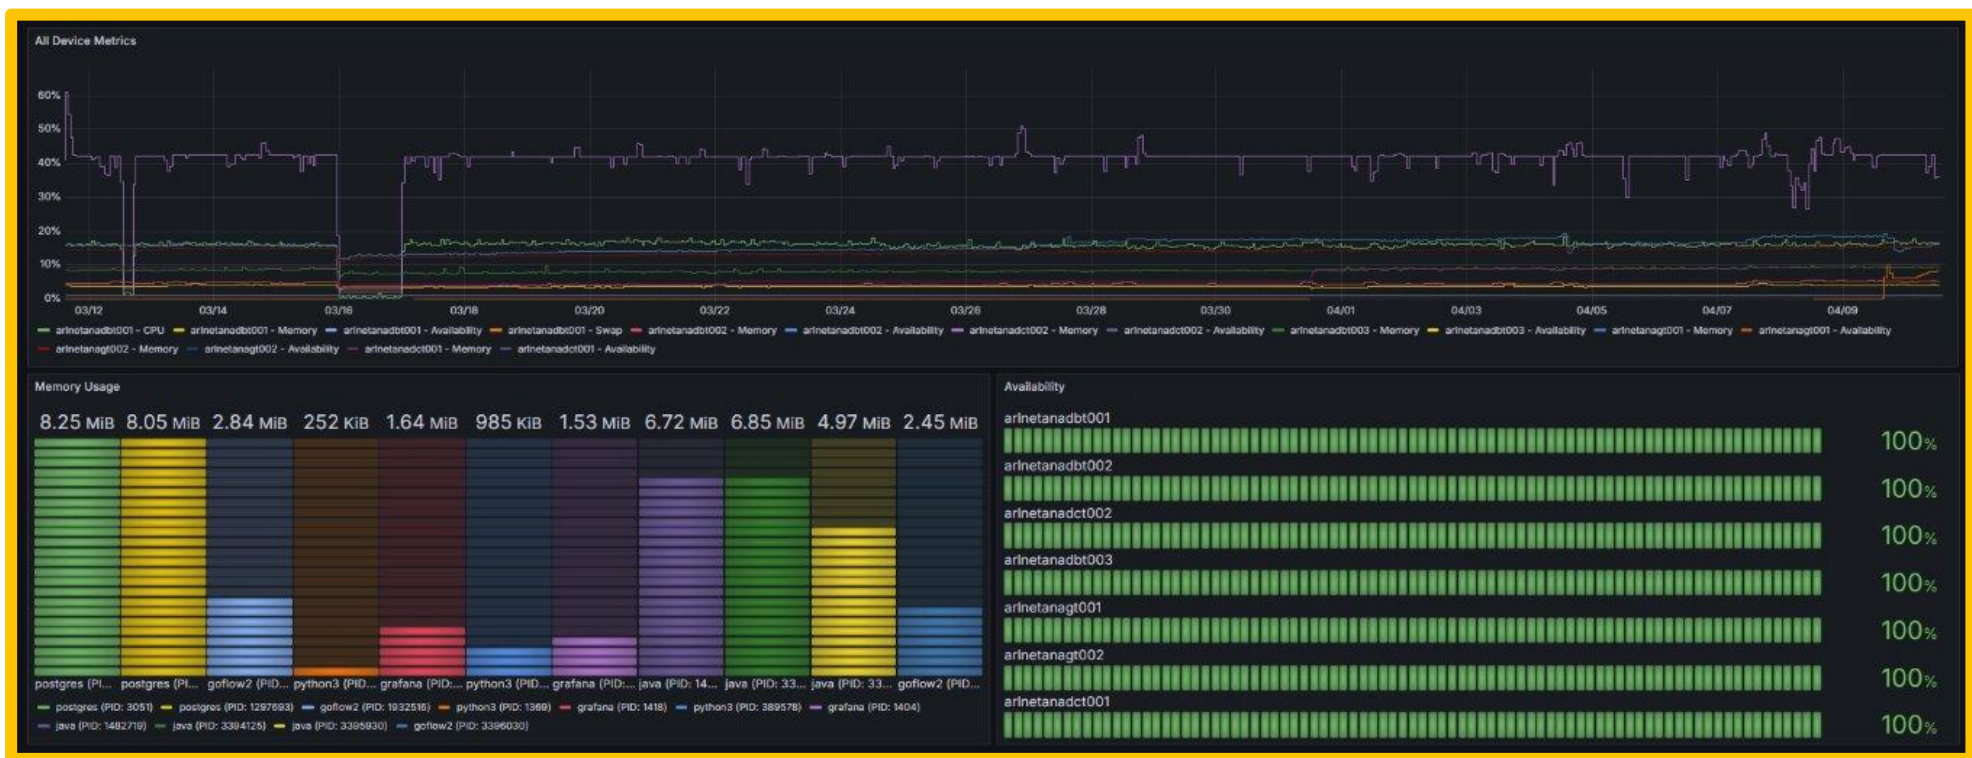 All Device Metrics
60%
50%
40%
30%
20%
10%
0%
03/12 03/14 03/16 03/18 03/20 03/22 03/24 03/26 03/28 03/30 04/01 04/03 04/05 04/07 04/09
arlnetanadbt001 - CPU arlnetanadbt001 - Memory arlnetanadbt001 - Availability arlnetanadbt001 - Swap arlnetanadbt002 - Memory arlnetanadbt002 - Availability arlnetanadct002 - Memory arlnetanadct002 - Availability arlnetanadbt003 - Memory arlnetanadbt003 - Availability arlnetanagt001 - Memory arlnetanagt001 - Availability
arlnetanagt002 - Memory arlnetanagt002 - Availability arlnetanadct001 - Memory arlnetanadct001 - Availability
Memory Usage
8.25 MiB 8.05 MiB 2.84 MiB 252 KiB 1.64 MiB 985 KiB 1.53 MiB 6.72 MiB 6.85 MiB 4.97 MiB 2.45 MiB
postgres (PI... postgres (PI... goflow2 (PID... python3 (PID... grafana (PID:... python3 (PID... grafana (PID:... java (PID: 14... java (PID: 33... java (PID: 33... goflow2 (PID...
postgres (PID: 3051) postgres (PID: 1297693) goflow2 (PID: 1932516) python3 (PID: 1369) grafana (PID: 1418) python3 (PID: 389578) grafana (PID: 1404)
java (PID: 1482719) java (PID: 3394125) java (PID: 3395930) goflow2 (PID: 3396030)
Availability
arlnetanadbt001
100%
arlnetanadbt002
100%
arlnetanadct002
100%
arlnetanadbt003
100%
arlnetanagt001
100%
arlnetanagt002
100%
arlnetanadct001
100%